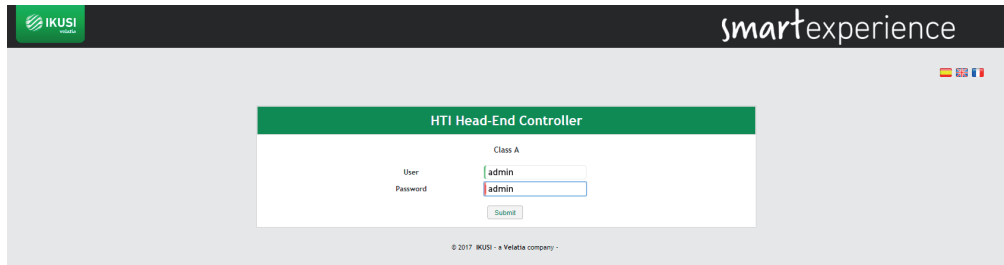 IKUSI
velatia
smartexperience
HTI Head-End Controller
Class A
User admin
Password admin
Submit
© 2017 IKUSI - a Velatia company -